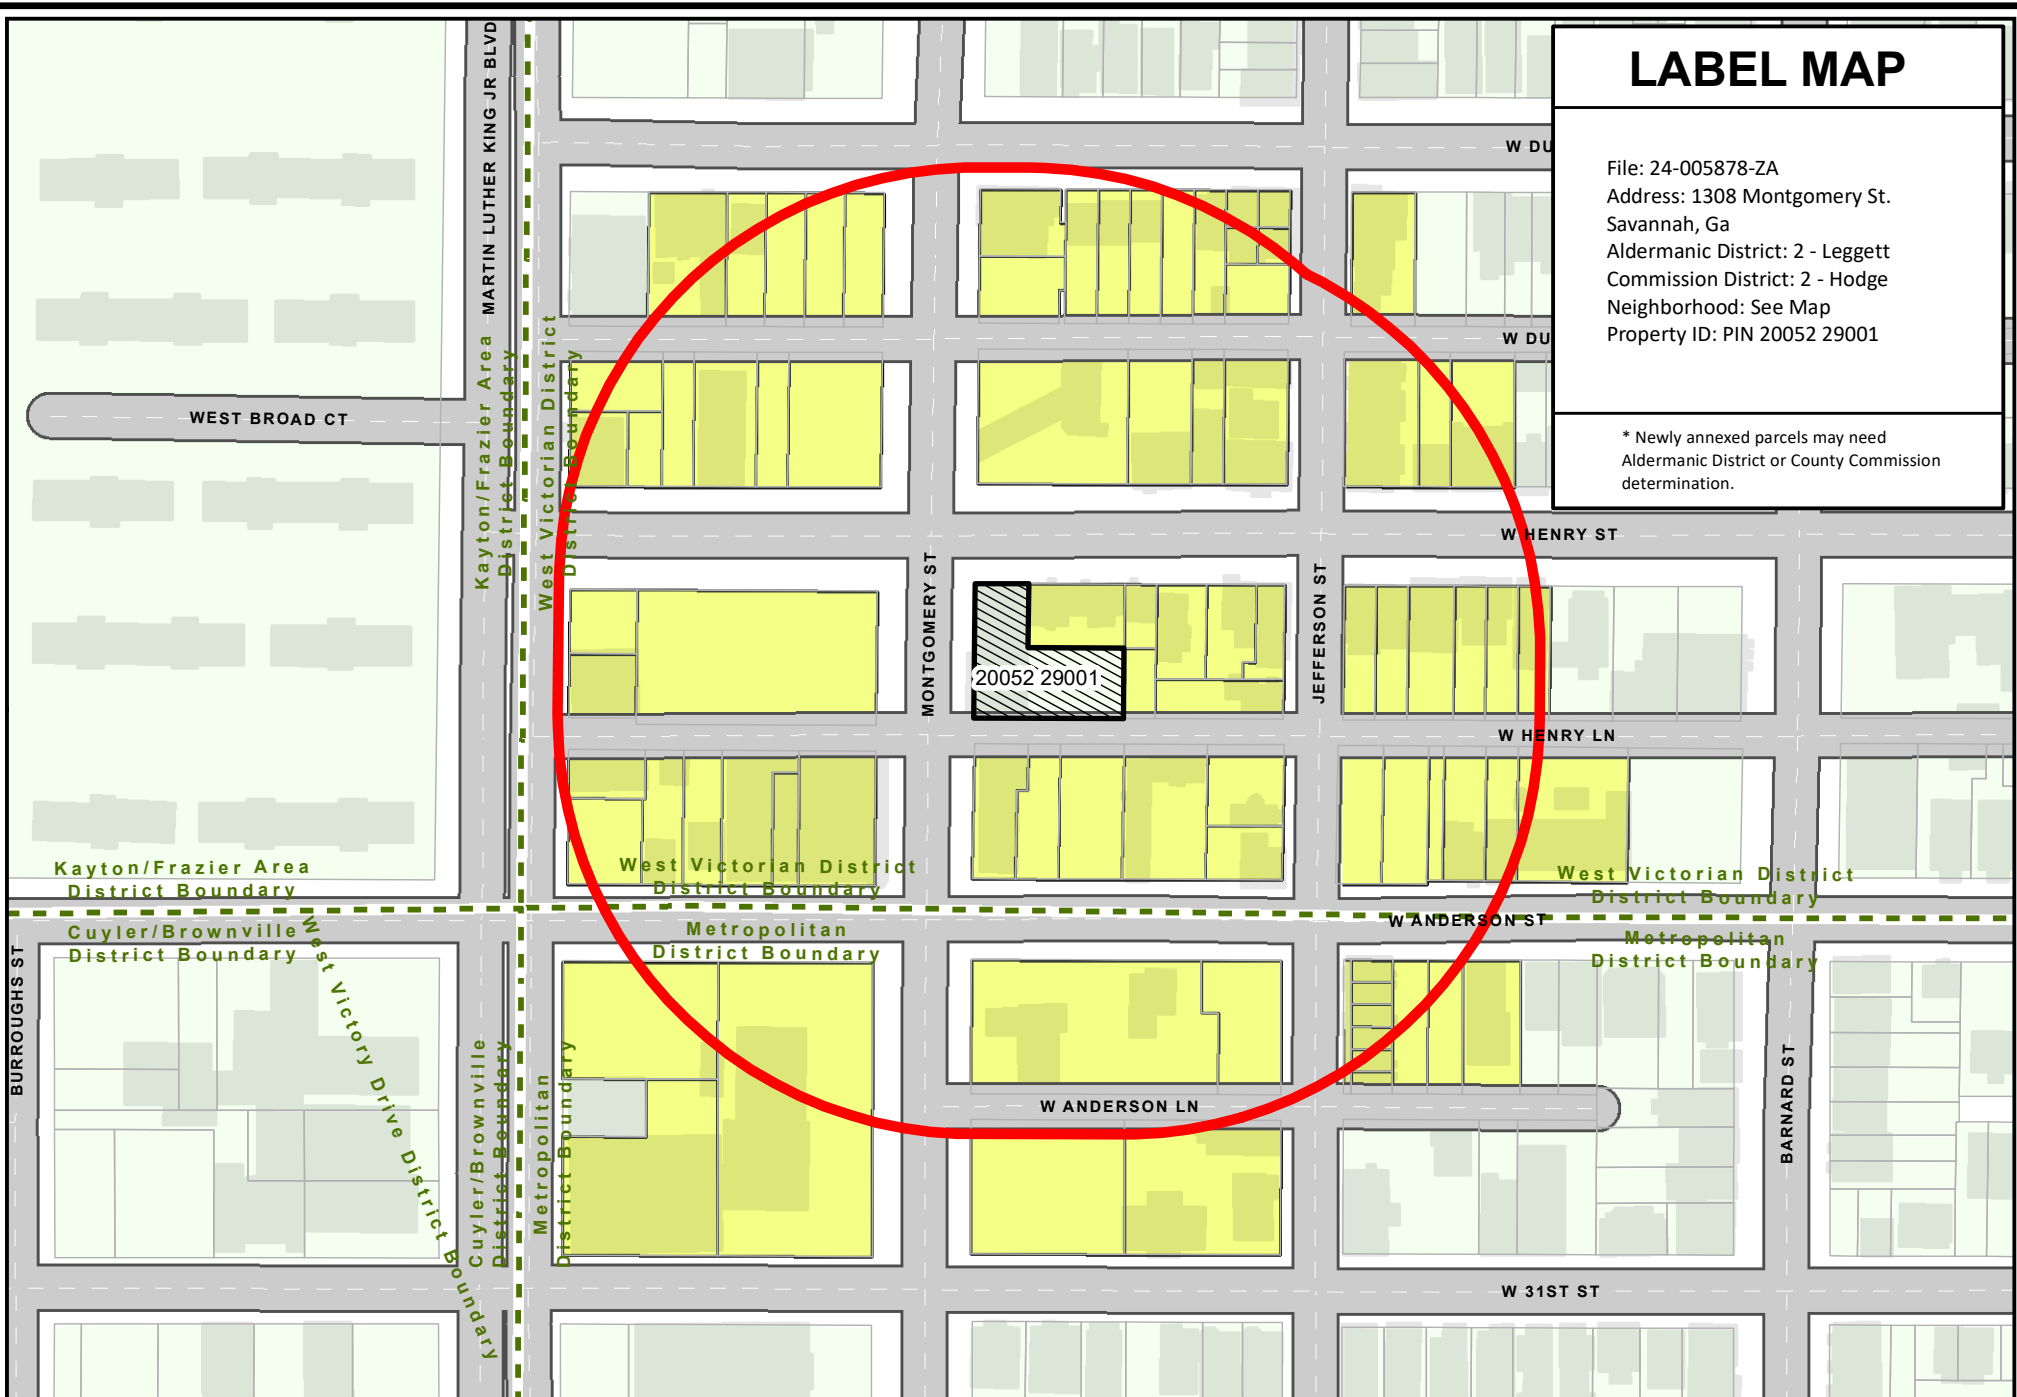 LABEL MAP
File: 24-005878-ZA
Address: 1308 Montgomery St.
Savannah, Ga
Aldermanic District: 2 - Leggett
Commission District: 2 - Hodge
Neighborhood: See Map
Property ID: PIN 20052 29001
* Newly annexed parcels may need
Aldermanic District or County Commission
determination.
MARTIN LUTHER KING JR BLVD
W DU
W DU
WEST BROAD CT
Kayton/Frazier Area
District Boundary
West Victorian District
District Boundary
W HENRY ST
MONTGOMERY ST
JEFFERSON ST
20052 29001
W HENRY LN
Kayton/Frazier Area
District Boundary
West Victorian District
District Boundary
West Victorian District
District Boundary
W ANDERSON ST
Cuyler/Brownville
District Boundary
Metropolitan
District Boundary
Metropolitan
District Boundary
BURROUGHS ST
West Victory Drive District Boundary
Cuyler/Brownville
District Boundary
Metropolitan
District Boundary
W ANDERSON LN
BARNARD ST
W 31ST ST